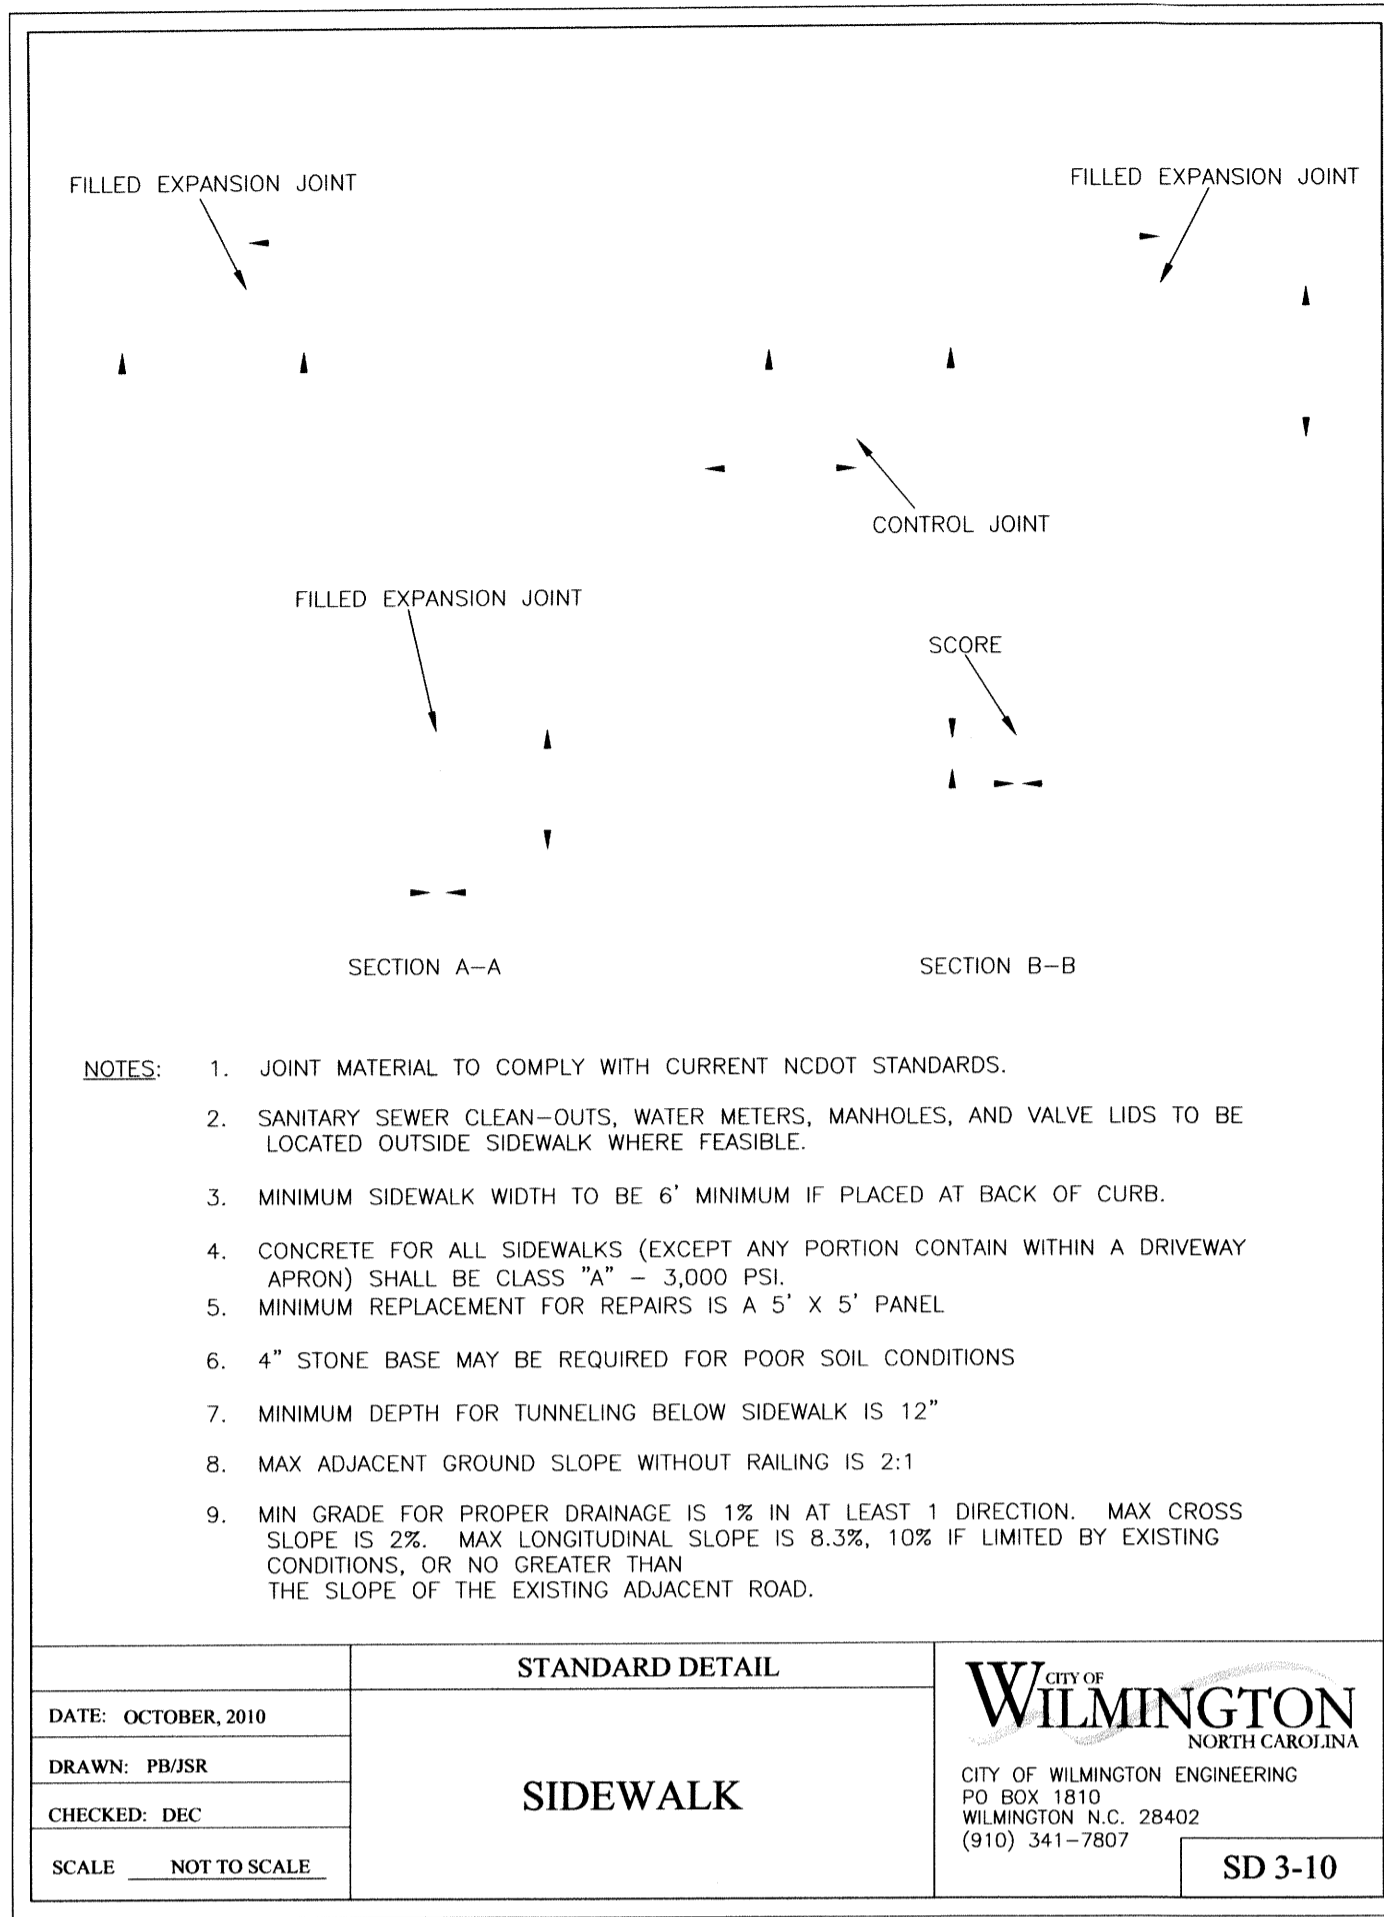 FILLED EXPANSION JOINT
FILLED EXPANSION JOINT
CONTROL JOINT
FILLED EXPANSION JOINT
SCORE
SECTION A-A
SECTION B-B
NOTES: 1. JOINT MATERIAL TO COMPLY WITH CURRENT NCDOT STANDARDS.
2. SANITARY SEWER CLEAN-OUTS, WATER METERS, MANHOLES, AND VALVE LIDS TO BE
LOCATED OUTSIDE SIDEWALK WHERE FEASIBLE.
3. MINIMUM SIDEWALK WIDTH TO BE 6' MINIMUM IF PLACED AT BACK OF CURB.
4. CONCRETE FOR ALL SIDEWALKS (EXCEPT ANY PORTION CONTAIN WITHIN A DRIVEWAY
APRON) SHALL BE CLASS "A" - 3,000 PSI.
5. MINIMUM REPLACEMENT FOR REPAIRS IS A 5' X 5' PANEL
6. 4" STONE BASE MAY BE REQUIRED FOR POOR SOIL CONDITIONS
7. MINIMUM DEPTH FOR TUNNELING BELOW SIDEWALK IS 12"
8. MAX ADJACENT GROUND SLOPE WITHOUT RAILING IS 2:1
9. MIN GRADE FOR PROPER DRAINAGE IS 1% IN AT LEAST 1 DIRECTION. MAX CROSS
SLOPE IS 2%. MAX LONGITUDINAL SLOPE IS 8.3%, 10% IF LIMITED BY EXISTING
CONDITIONS, OR NO GREATER THAN
THE SLOPE OF THE EXISTING ADJACENT ROAD.
STANDARD DETAIL
DATE: OCTOBER, 2010
DRAWN: PB/JSR
CHECKED: DEC
SCALE NOT TO SCALE
SIDEWALK
CITY OF
WILMINGTON
NORTH CAROLINA
CITY OF WILMINGTON ENGINEERING
PO BOX 1810
WILMINGTON N.C. 28402
(910) 341-7807
SD 3-10